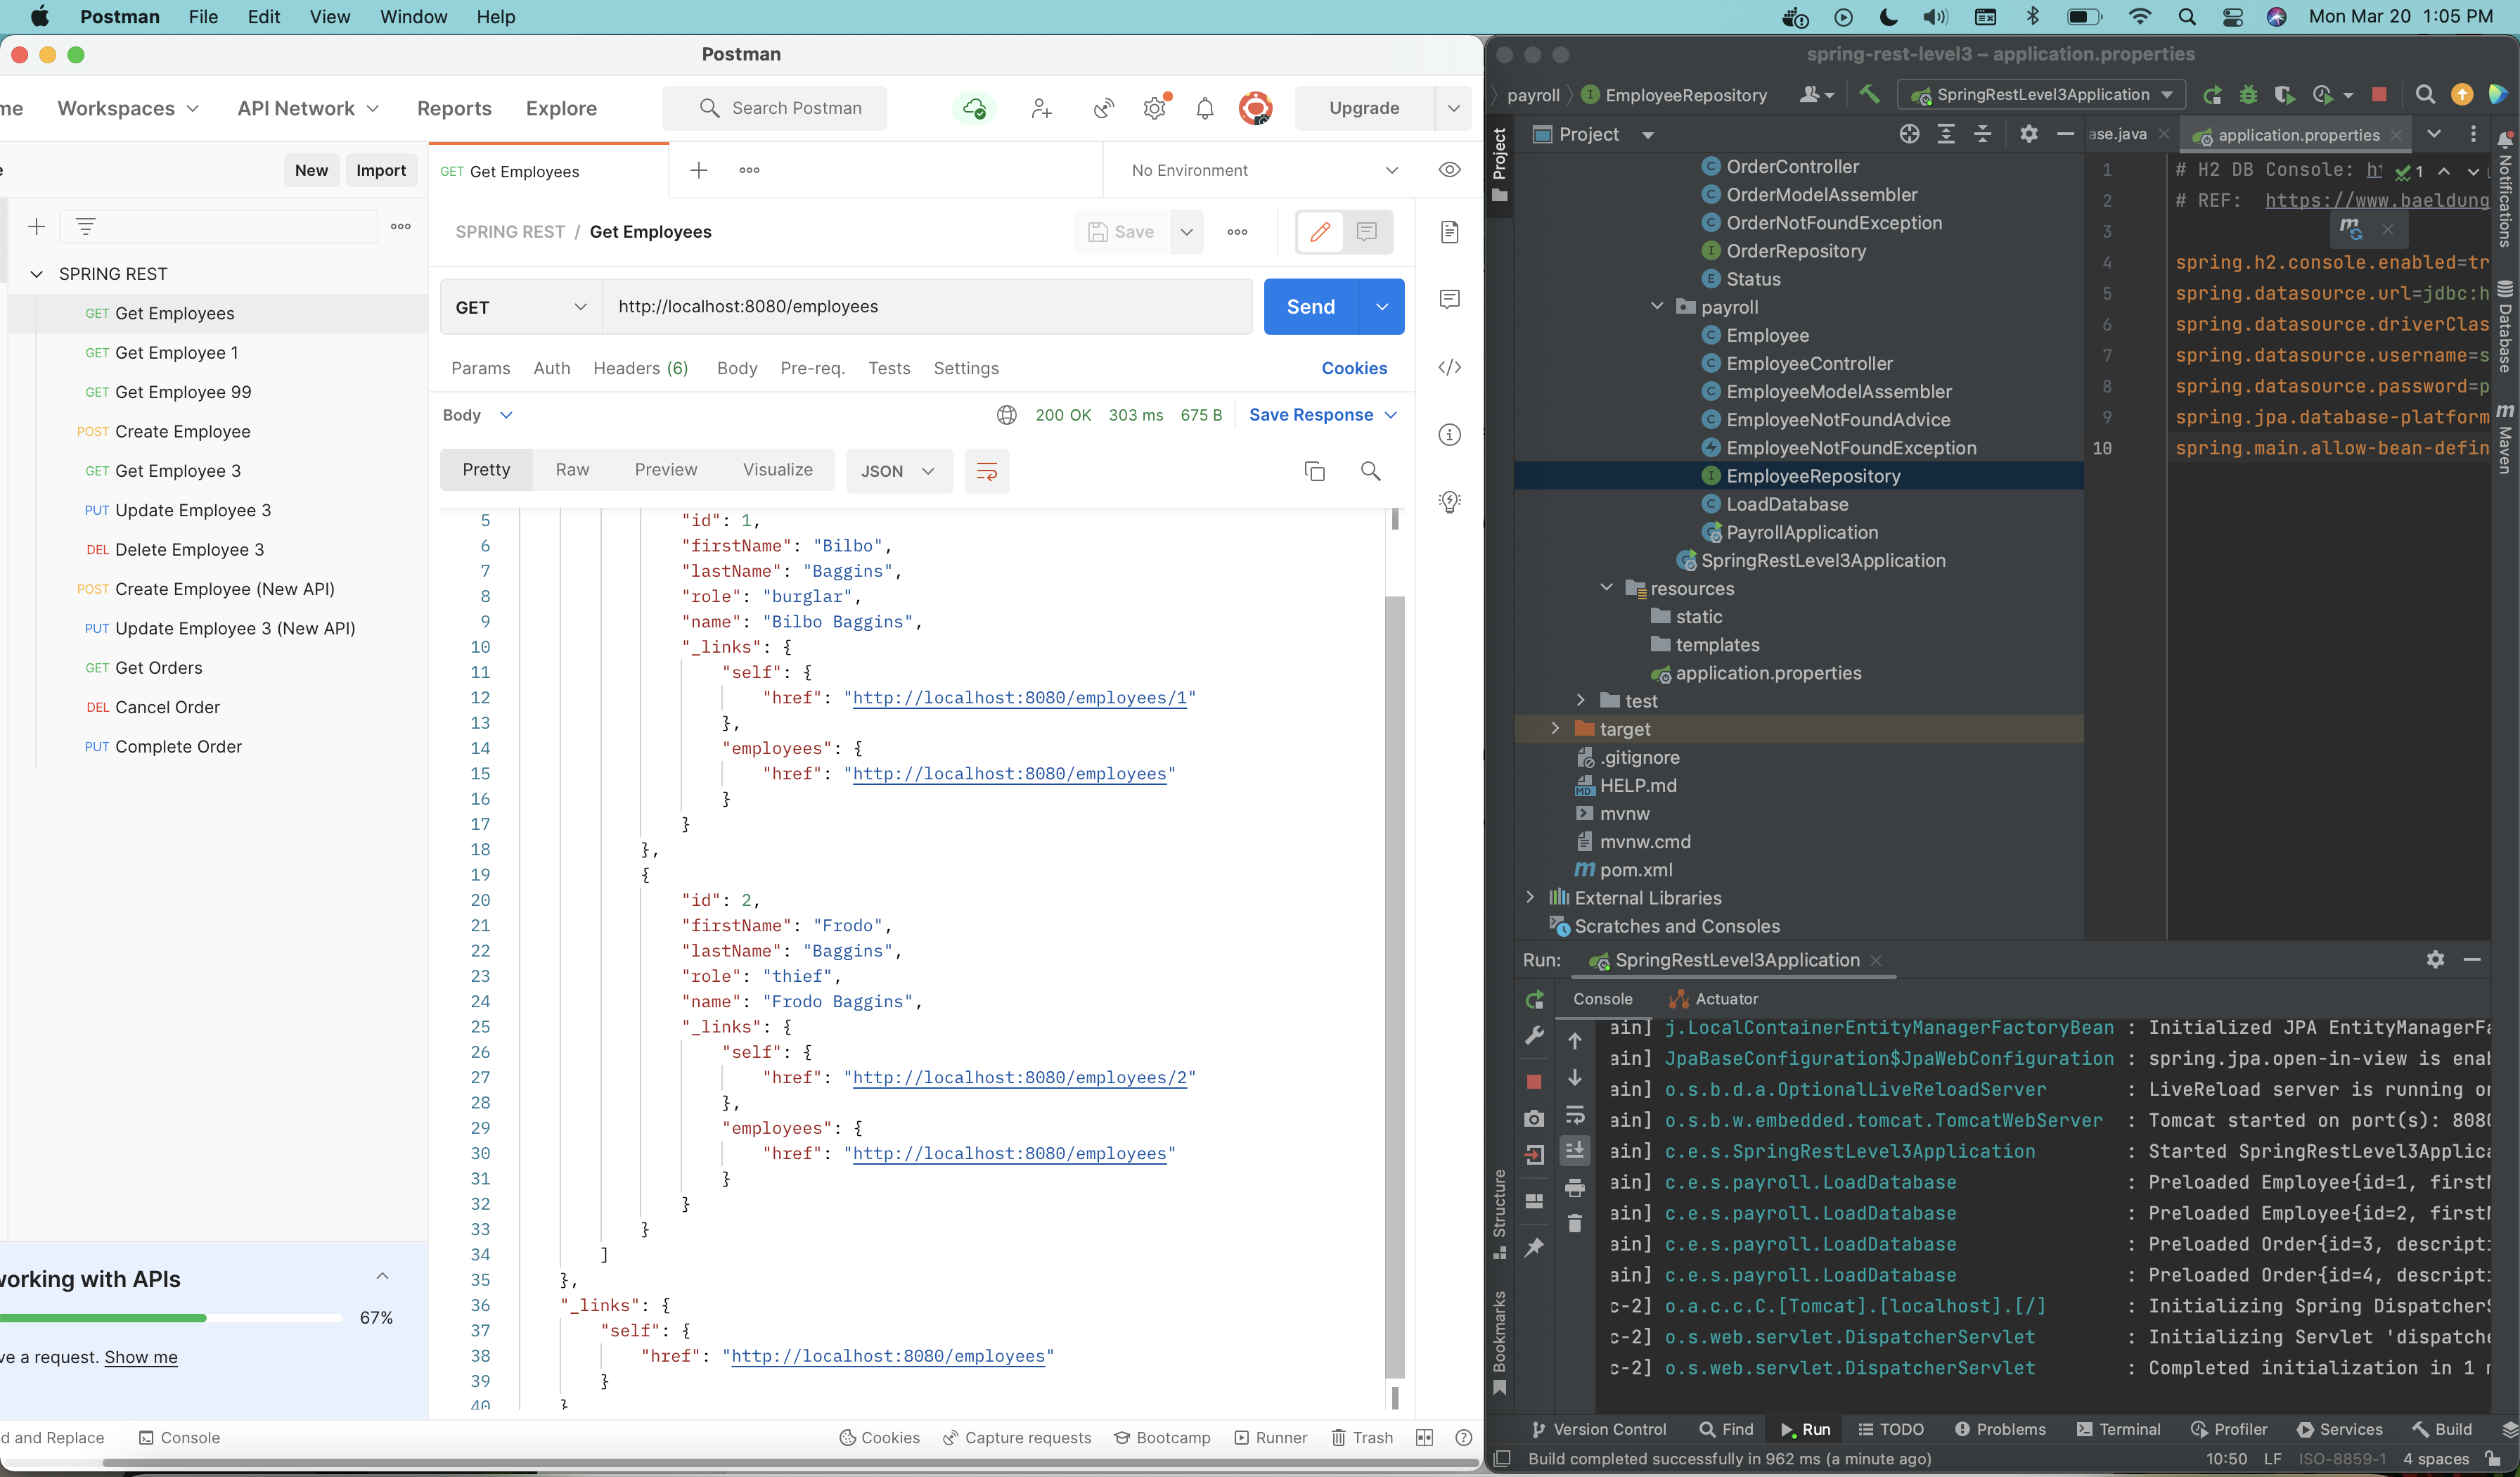 Postman File Edit View Window Help Mon Mar 20 1:05 PM
Postman
me Workspaces API Network Reports Explore Search Postman Upgrade
New Import
GET Get Employees
No Environment
SPRING REST / Get Employees Save
SPRING REST
GET Get Employees
GET Get Employee 1
GET Get Employee 99
POST Create Employee
GET Get Employee 3
PUT Update Employee 3
DEL Delete Employee 3
POST Create Employee (New API)
PUT Update Employee 3 (New API)
GET Get Orders
DEL Cancel Order
PUT Complete Order
working with APIs
67%
ve a request. Show me
GET http://localhost:8080/employees Send
Params Auth Headers (6) Body Pre-req. Tests Settings Cookies
Body 200 OK 303 ms 675 B Save Response
Pretty Raw Preview Visualize JSON
5 "id": 1,
6 "firstName": "Bilbo",
7 "lastName": "Baggins",
8 "role": "burglar",
9 "name": "Bilbo Baggins",
10 "_links": {
11 "self": {
12 "href": "http://localhost:8080/employees/1"
13 },
14 "employees": {
15 "href": "http://localhost:8080/employees"
16 }
17 }
18 },
19 {
20 "id": 2,
21 "firstName": "Frodo",
22 "lastName": "Baggins",
23 "role": "thief",
24 "name": "Frodo Baggins",
25 "_links": {
26 "self": {
27 "href": "http://localhost:8080/employees/2"
28 },
29 "employees": {
30 "href": "http://localhost:8080/employees"
31 }
32 }
33 }
34 ]
35 },
36 "_links": {
37 "self": {
38 "href": "http://localhost:8080/employees"
39 }
40 }
d and Replace Console Cookies Capture requests Bootcamp Runner Trash
spring-rest-level3 – application.properties
payroll EmployeeRepository SpringRestLevel3Application
Project
Project
OrderController
OrderModelAssembler
OrderNotFoundException
OrderRepository
Status
payroll
Employee
EmployeeController
EmployeeModelAssembler
EmployeeNotFoundAdvice
EmployeeNotFoundException
EmployeeRepository
LoadDatabase
PayrollApplication
SpringRestLevel3Application
resources
static
templates
application.properties
test
target
.gitignore
HELP.md
mvnw
mvnw.cmd
pom.xml
External Libraries
Scratches and Consoles
ase.java application.properties
1 # H2 DB Console: ht 1
2 # REF: https://www.baeldung
3
4 spring.h2.console.enabled=tr
5 spring.datasource.url=jdbc:h
6 spring.datasource.driverClas
7 spring.datasource.username=s
8 spring.datasource.password=p
9 spring.jpa.database-platform
10 spring.main.allow-bean-defin
Notifications
Database
Maven
Run: SpringRestLevel3Application
Console Actuator
ain] j.LocalContainerEntityManagerFactoryBean : Initialized JPA EntityManagerFa
ain] JpaBaseConfiguration$JpaWebConfiguration : spring.jpa.open-in-view is enab
ain] o.s.b.d.a.OptionalLiveReloadServer : LiveReload server is running on
ain] o.s.b.w.embedded.tomcat.TomcatWebServer : Tomcat started on port(s): 8080
ain] c.e.s.SpringRestLevel3Application : Started SpringRestLevel3Applica
ain] c.e.s.payroll.LoadDatabase : Preloaded Employee{id=1, firstN
ain] c.e.s.payroll.LoadDatabase : Preloaded Employee{id=2, firstN
ain] c.e.s.payroll.LoadDatabase : Preloaded Order{id=3, descripti
ain] c.e.s.payroll.LoadDatabase : Preloaded Order{id=4, descripti
c-2] o.a.c.c.C.[Tomcat].[localhost].[/] : Initializing Spring DispatcherS
c-2] o.s.web.servlet.DispatcherServlet : Initializing Servlet 'dispatche
c-2] o.s.web.servlet.DispatcherServlet : Completed initialization in 1 m
Structure
Bookmarks
Version Control Find Run TODO Problems Terminal Profiler Services Build
Build completed successfully in 962 ms (a minute ago) 10:50 LF ISO-8859-1 4 spaces